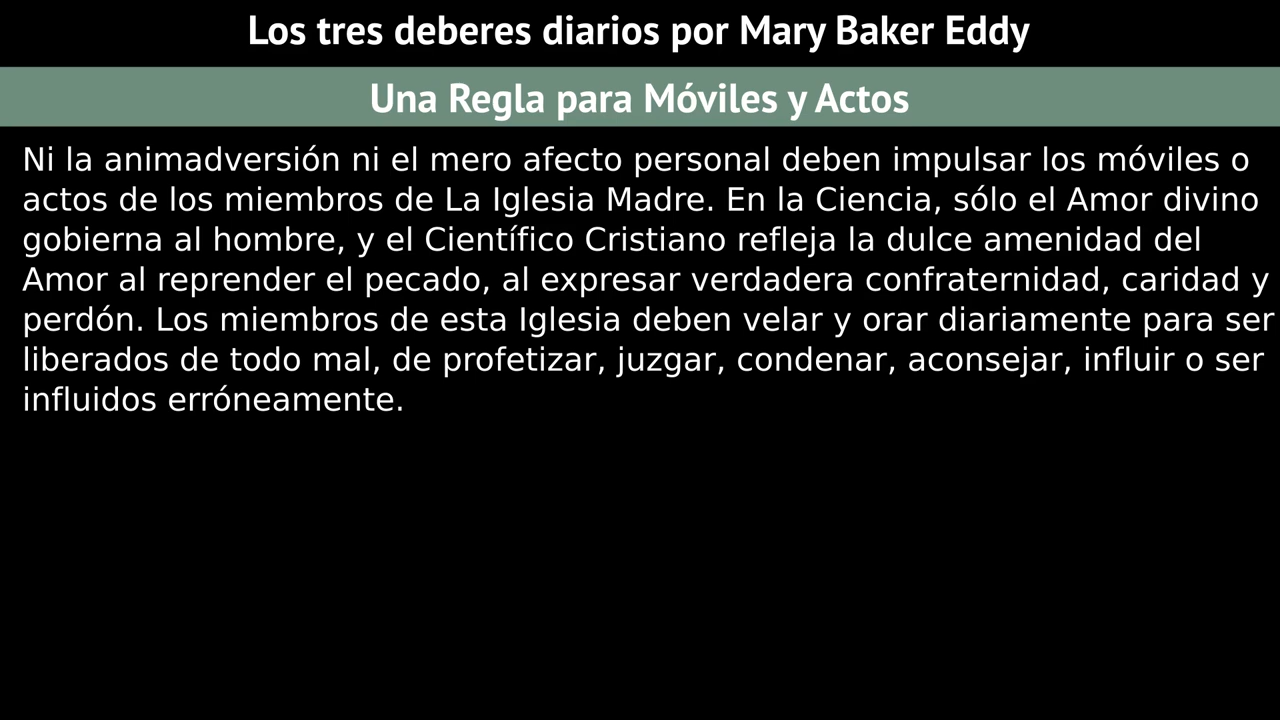 Los tres deberes diarios por Mary Baker Eddy
Una Regla para Móviles y Actos
Ni la animadversión ni el mero afecto personal deben impulsar los móviles o
actos de los miembros de La Iglesia Madre. En la Ciencia, sólo el Amor divino
gobierna al hombre, y el Científico Cristiano refleja la dulce amenidad del
Amor al reprender el pecado, al expresar verdadera confraternidad, caridad y
perdón. Los miembros de esta Iglesia deben velar y orar diariamente para ser
liberados de todo mal, de profetizar, juzgar, condenar, aconsejar, influir o ser
influidos erróneamente.